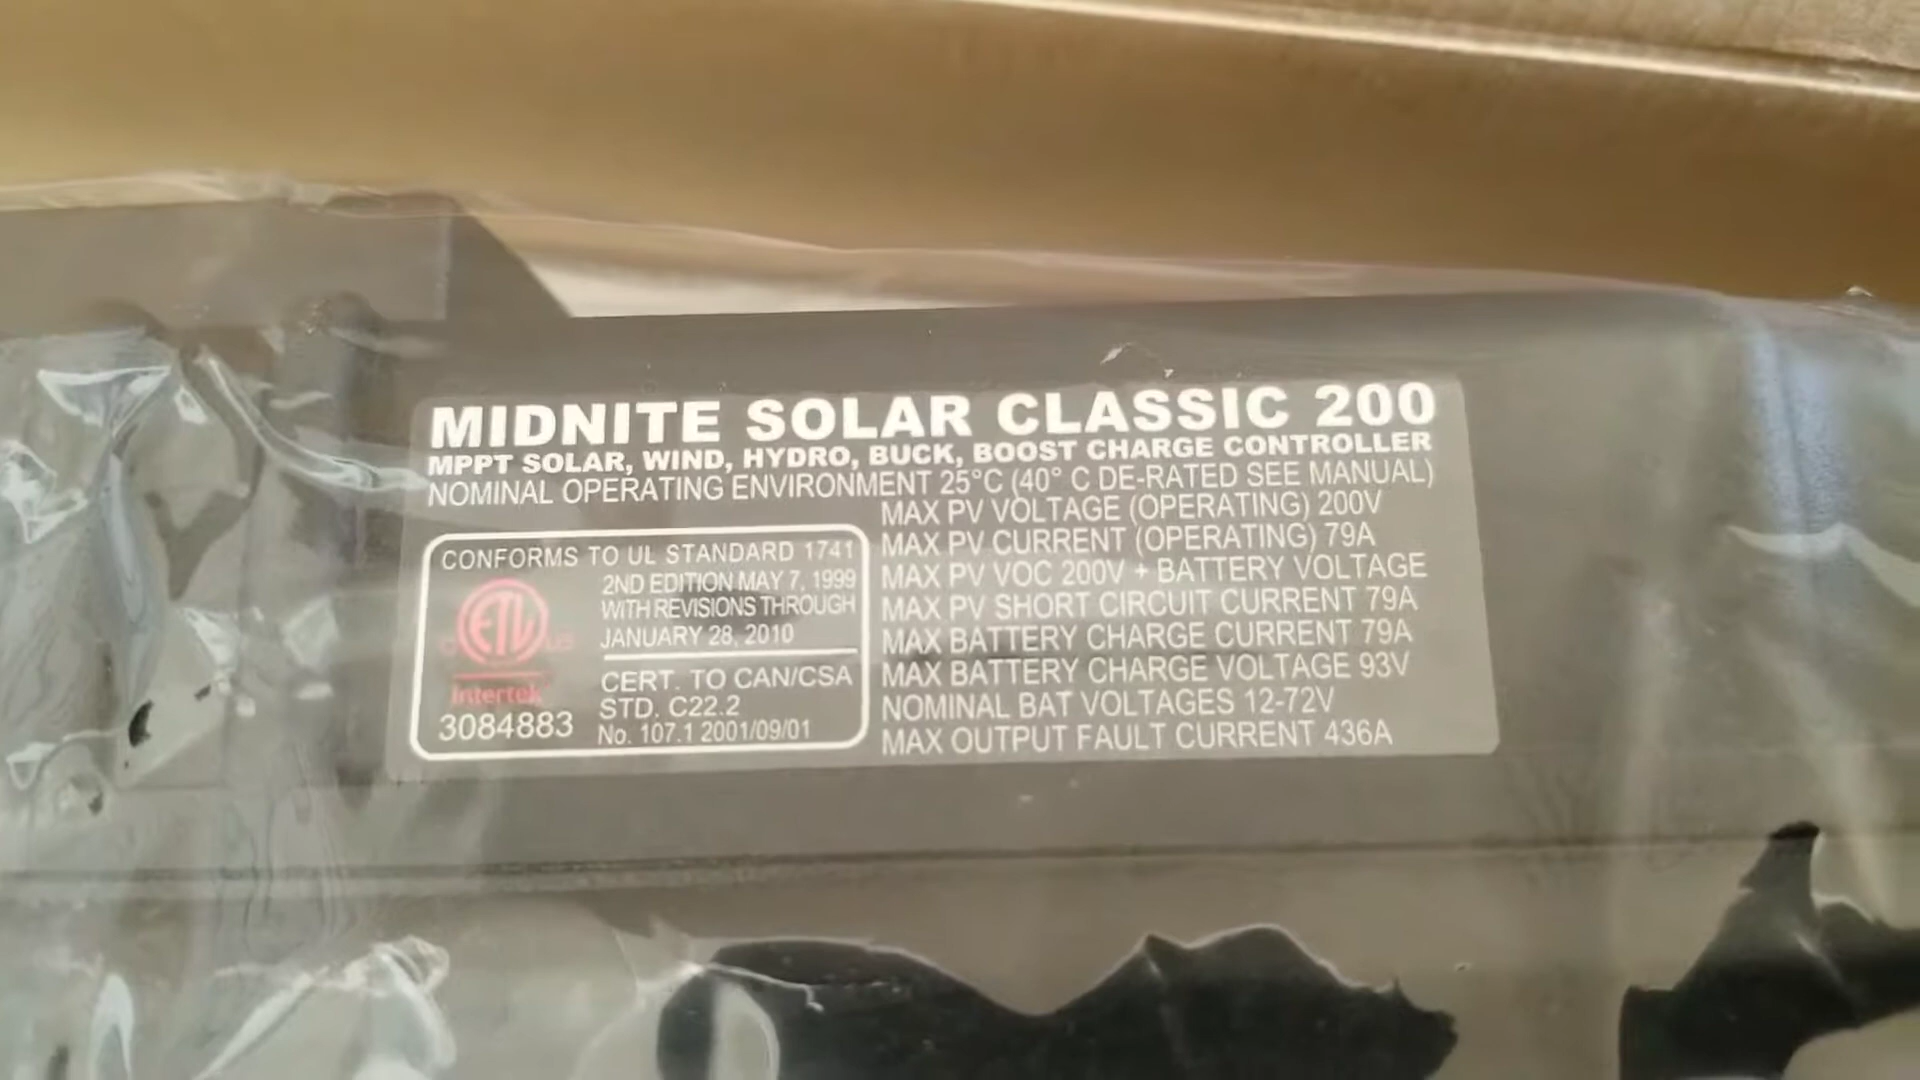 MIDNITE SOLAR CLASSIC 200
MPPT SOLAR, WIND, HYDRO, BUCK, BOOST CHARGE CONTROLLER
NOMINAL OPERATING ENVIRONMENT 25°C (40° C DE-RATED SEE MANUAL)
CONFORMS TO UL STANDARD 1741
2ND EDITION MAY 7, 1999
WITH REVISIONS THROUGH
JANUARY 28, 2010
C ETL US
Intertek
3084883
CERT. TO CAN/CSA
STD. C22.2
No. 107.1 2001/09/01
MAX PV VOLTAGE (OPERATING) 200V
MAX PV CURRENT (OPERATING) 79A
MAX PV VOC 200V + BATTERY VOLTAGE
MAX PV SHORT CIRCUIT CURRENT 79A
MAX BATTERY CHARGE CURRENT 79A
MAX BATTERY CHARGE VOLTAGE 93V
NOMINAL BAT VOLTAGES 12-72V
MAX OUTPUT FAULT CURRENT 436A